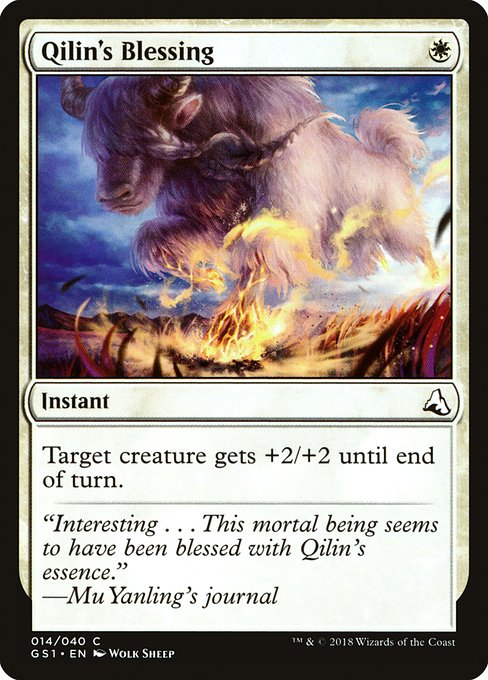 Qilin's Blessing
Instant
Target creature gets +2/+2 until end
of turn.
“Interesting . . . This mortal being seems
to have been blessed with Qilin's
essence.”
—Mu Yanling's journal
014/040 C
GS1 • EN Wolk Sheep
™ & © 2018 Wizards of the Coast